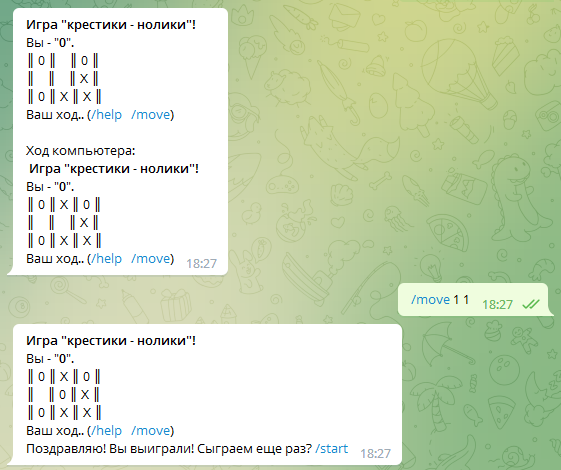 Игра "крестики - нолики"!
Вы - "0".
║ 0 ║   ║ 0 ║
║   ║   ║ X ║
║ 0 ║ X ║ X ║
Ваш ход.. (/help /move)
Ход компьютера:
Игра "крестики - нолики"!
Вы - "0".
║ 0 ║ X ║ 0 ║
║   ║   ║ X ║
║ 0 ║ X ║ X ║
Ваш ход.. (/help /move)
18:27
/move 1 1 18:27
Игра "крестики - нолики"!
Вы - "0".
║ 0 ║ X ║ 0 ║
║   ║ 0 ║ X ║
║ 0 ║ X ║ X ║
Ваш ход.. (/help /move)
Поздравляю! Вы выиграли! Сыграем еще раз? /start 18:27